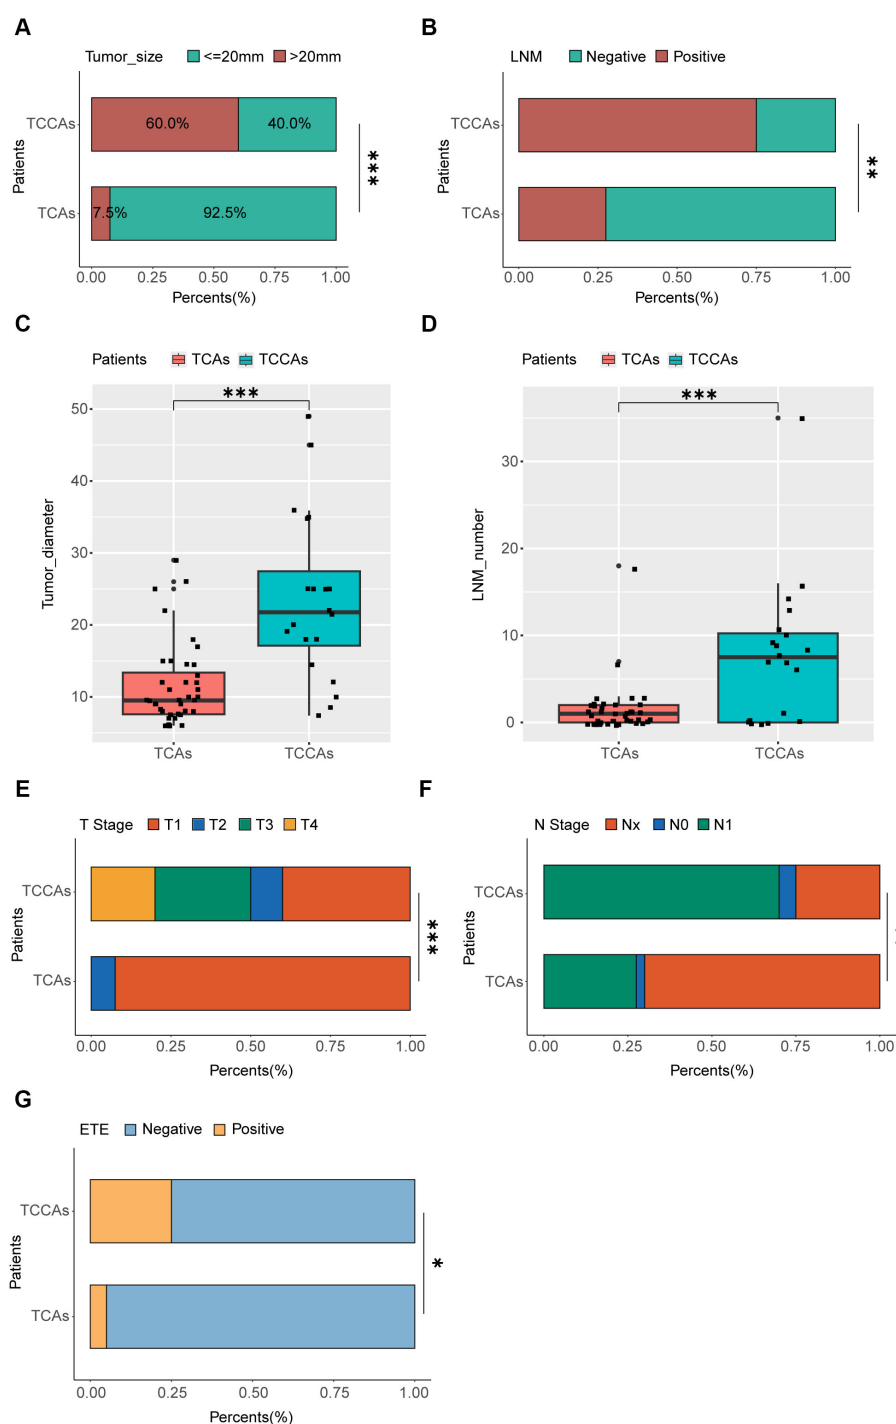 A
Tumor_size <=20mm >20mm
TCCAs 60.0% 40.0%
TCAs 7.5% 92.5%
Patients
***
0.00 0.25 0.50 0.75 1.00
Percents(%)
B
LNM Negative Positive
TCCAs
TCAs
Patients
**
0.00 0.25 0.50 0.75 1.00
Percents(%)
C
Patients TCAs TCCAs
***
50
40
30
20
10
Tumor_diameter
TCAs TCCAs
D
Patients TCAs TCCAs
***
30
20
10
0
LNM_number
TCAs TCCAs
E
T Stage T1 T2 T3 T4
TCCAs
TCAs
Patients
***
0.00 0.25 0.50 0.75 1.00
Percents(%)
F
N Stage Nx N0 N1
TCCAs
TCAs
Patients
0.00 0.25 0.50 0.75 1.00
Percents(%)
G
ETE Negative Positive
TCCAs
TCAs
Patients
*
0.00 0.25 0.50 0.75 1.00
Percents(%)